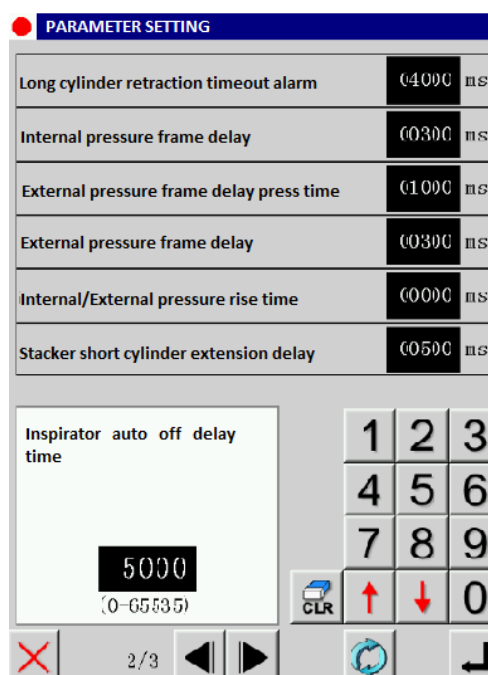 PARAMETER SETTING
Long cylinder retraction timeout alarm 04000 ms
Internal pressure frame delay 00300 ms
External pressure frame delay press time 01000 ms
External pressure frame delay 00300 ms
Internal/External pressure rise time 00000 ms
Stacker short cylinder extension delay 00500 ms
Inspirator auto off delay
time
5000
(0-65535)
1 2 3
4 5 6
7 8 9
CLR 0
2/3